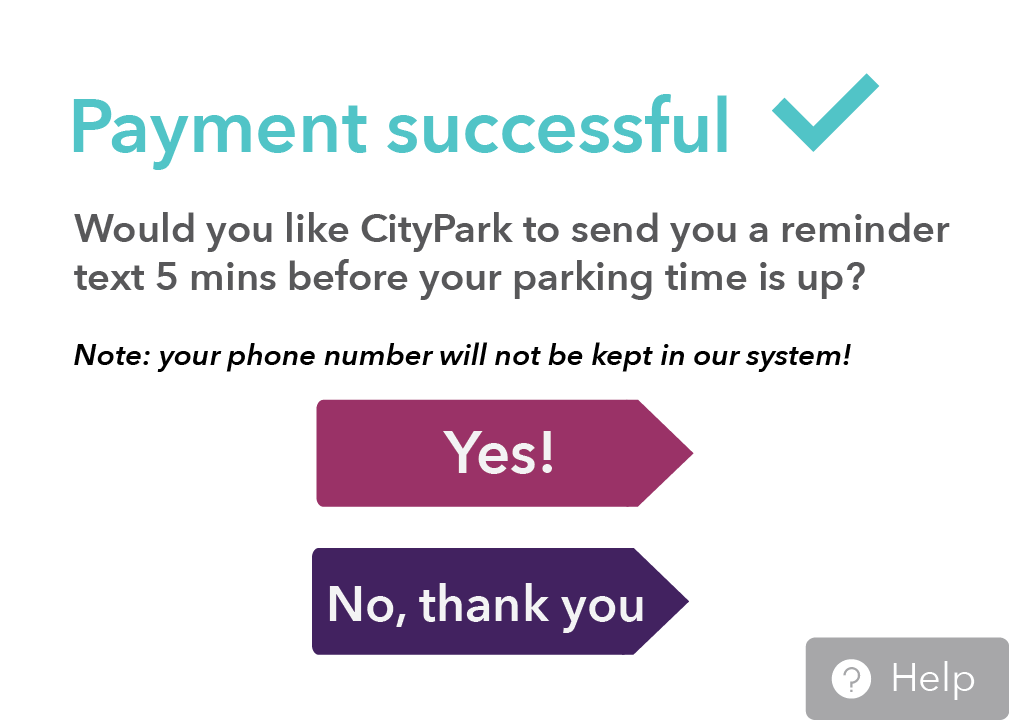 Payment successful
Would you like CityPark to send you a reminder
text 5 mins before your parking time is up?
Note: your phone number will not be kept in our system!
Yes!
No, thank you
? Help